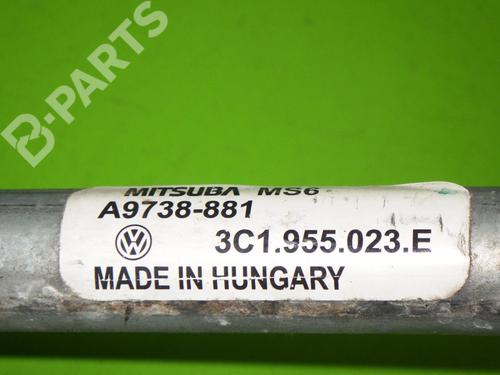 B-PARTS
MITSUBA MS6
A9738-881
3C1.955.023.E
MADE IN HUNGARY